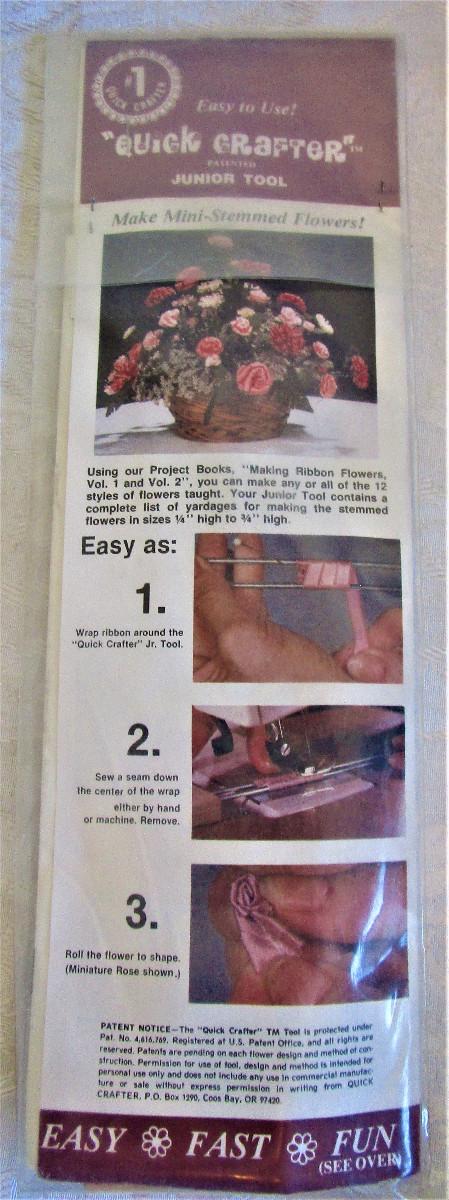 #1
QUICK CRAFTER
Easy to Use!
"QUICK CRAFTER"™
PATENTED
JUNIOR TOOL
Make Mini-Stemmed Flowers!
Using our Project Books, "Making Ribbon Flowers,
Vol. 1 and Vol. 2", you can make any or all of the 12
styles of flowers taught. Your Junior Tool contains a
complete list of yardages for making the stemmed
flowers in sizes ¼" high to ¾" high.
Easy as:
1.
Wrap ribbon around the
"Quick Crafter" Jr. Tool.
2.
Sew a seam down
the center of the wrap
either by hand
or machine. Remove.
3.
Roll the flower to shape.
(Miniature Rose shown.)
PATENT NOTICE—The "Quick Crafter" TM Tool is protected under
Pat. No. 4,616,769. Registered at U.S. Patent Office, and all rights are
reserved. Patents are pending on each flower design and method of con-
struction. Permission for use of tool, design and method is intended for
personal use only and does not include any use in commercial manufac-
ture or sale without express permission in writing from QUICK
CRAFTER, P.O. Box 1290, Coos Bay, OR 97420.
EASY FAST FUN
(SEE OVER)